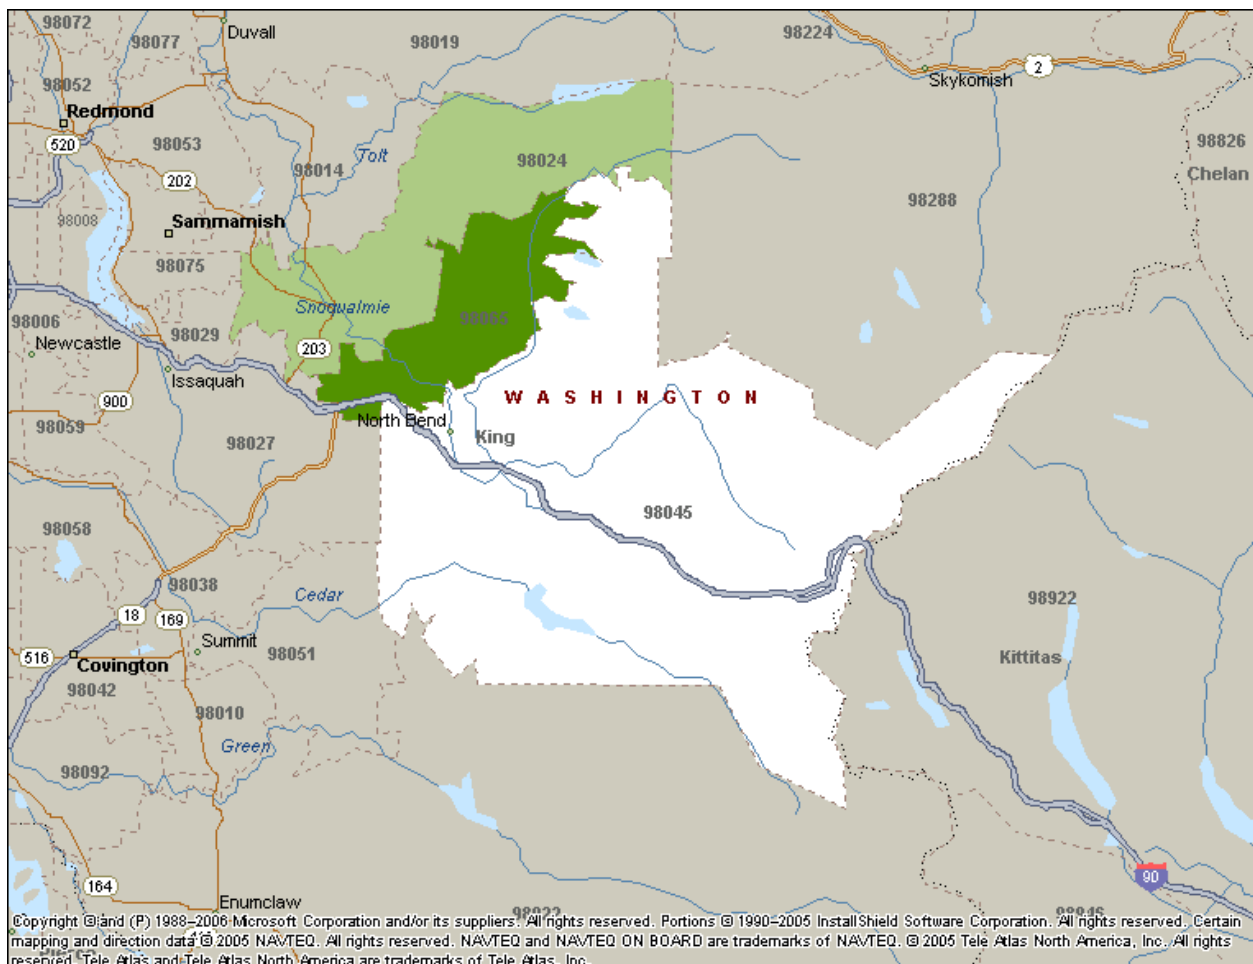 98072
Duvall
98077
98019
98224
2
Skykomish
98052
Redmond
520
98053
98014
Tolt
98024
98826
Chelan
202
98288
98008
Sammamish
98075
Snoqualmie
98065
98006
98029
Newcastle
203
Issaquah
900
WASHINGTON
98059
North Bend
98027
King
98045
98058
98038
Cedar
98922
18
169
516
Summit
Covington
98051
Kittitas
98042
98010
Green
98092
90
164
Enumclaw
98022
Copyright © and (P) 1988–2006 Microsoft Corporation and/or its suppliers. All rights reserved. Portions © 1990–2005 InstallShield Software Corporation. All rights reserved. Certain
mapping and direction data © 2005 NAVTEQ. All rights reserved. NAVTEQ and NAVTEQ ON BOARD are trademarks of NAVTEQ. © 2005 Tele Atlas North America, Inc. All rights
reserved. Tele Atlas and Tele Atlas North America are trademarks of Tele Atlas, Inc.